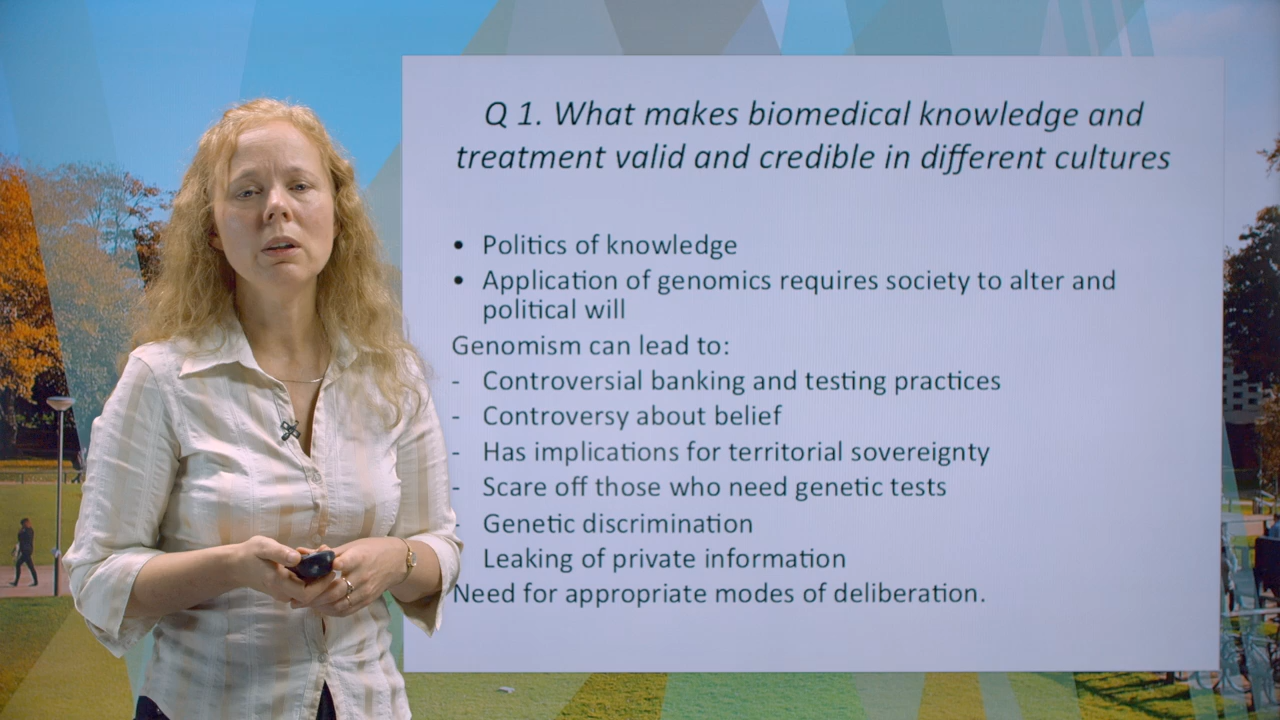 Q 1. What makes biomedical knowledge and
treatment valid and credible in different cultures
• Politics of knowledge
• Application of genomics requires society to alter and
political will
Genomism can lead to:
- Controversial banking and testing practices
- Controversy about belief
- Has implications for territorial sovereignty
- Scare off those who need genetic tests
- Genetic discrimination
Leaking of private information
Need for appropriate modes of deliberation.